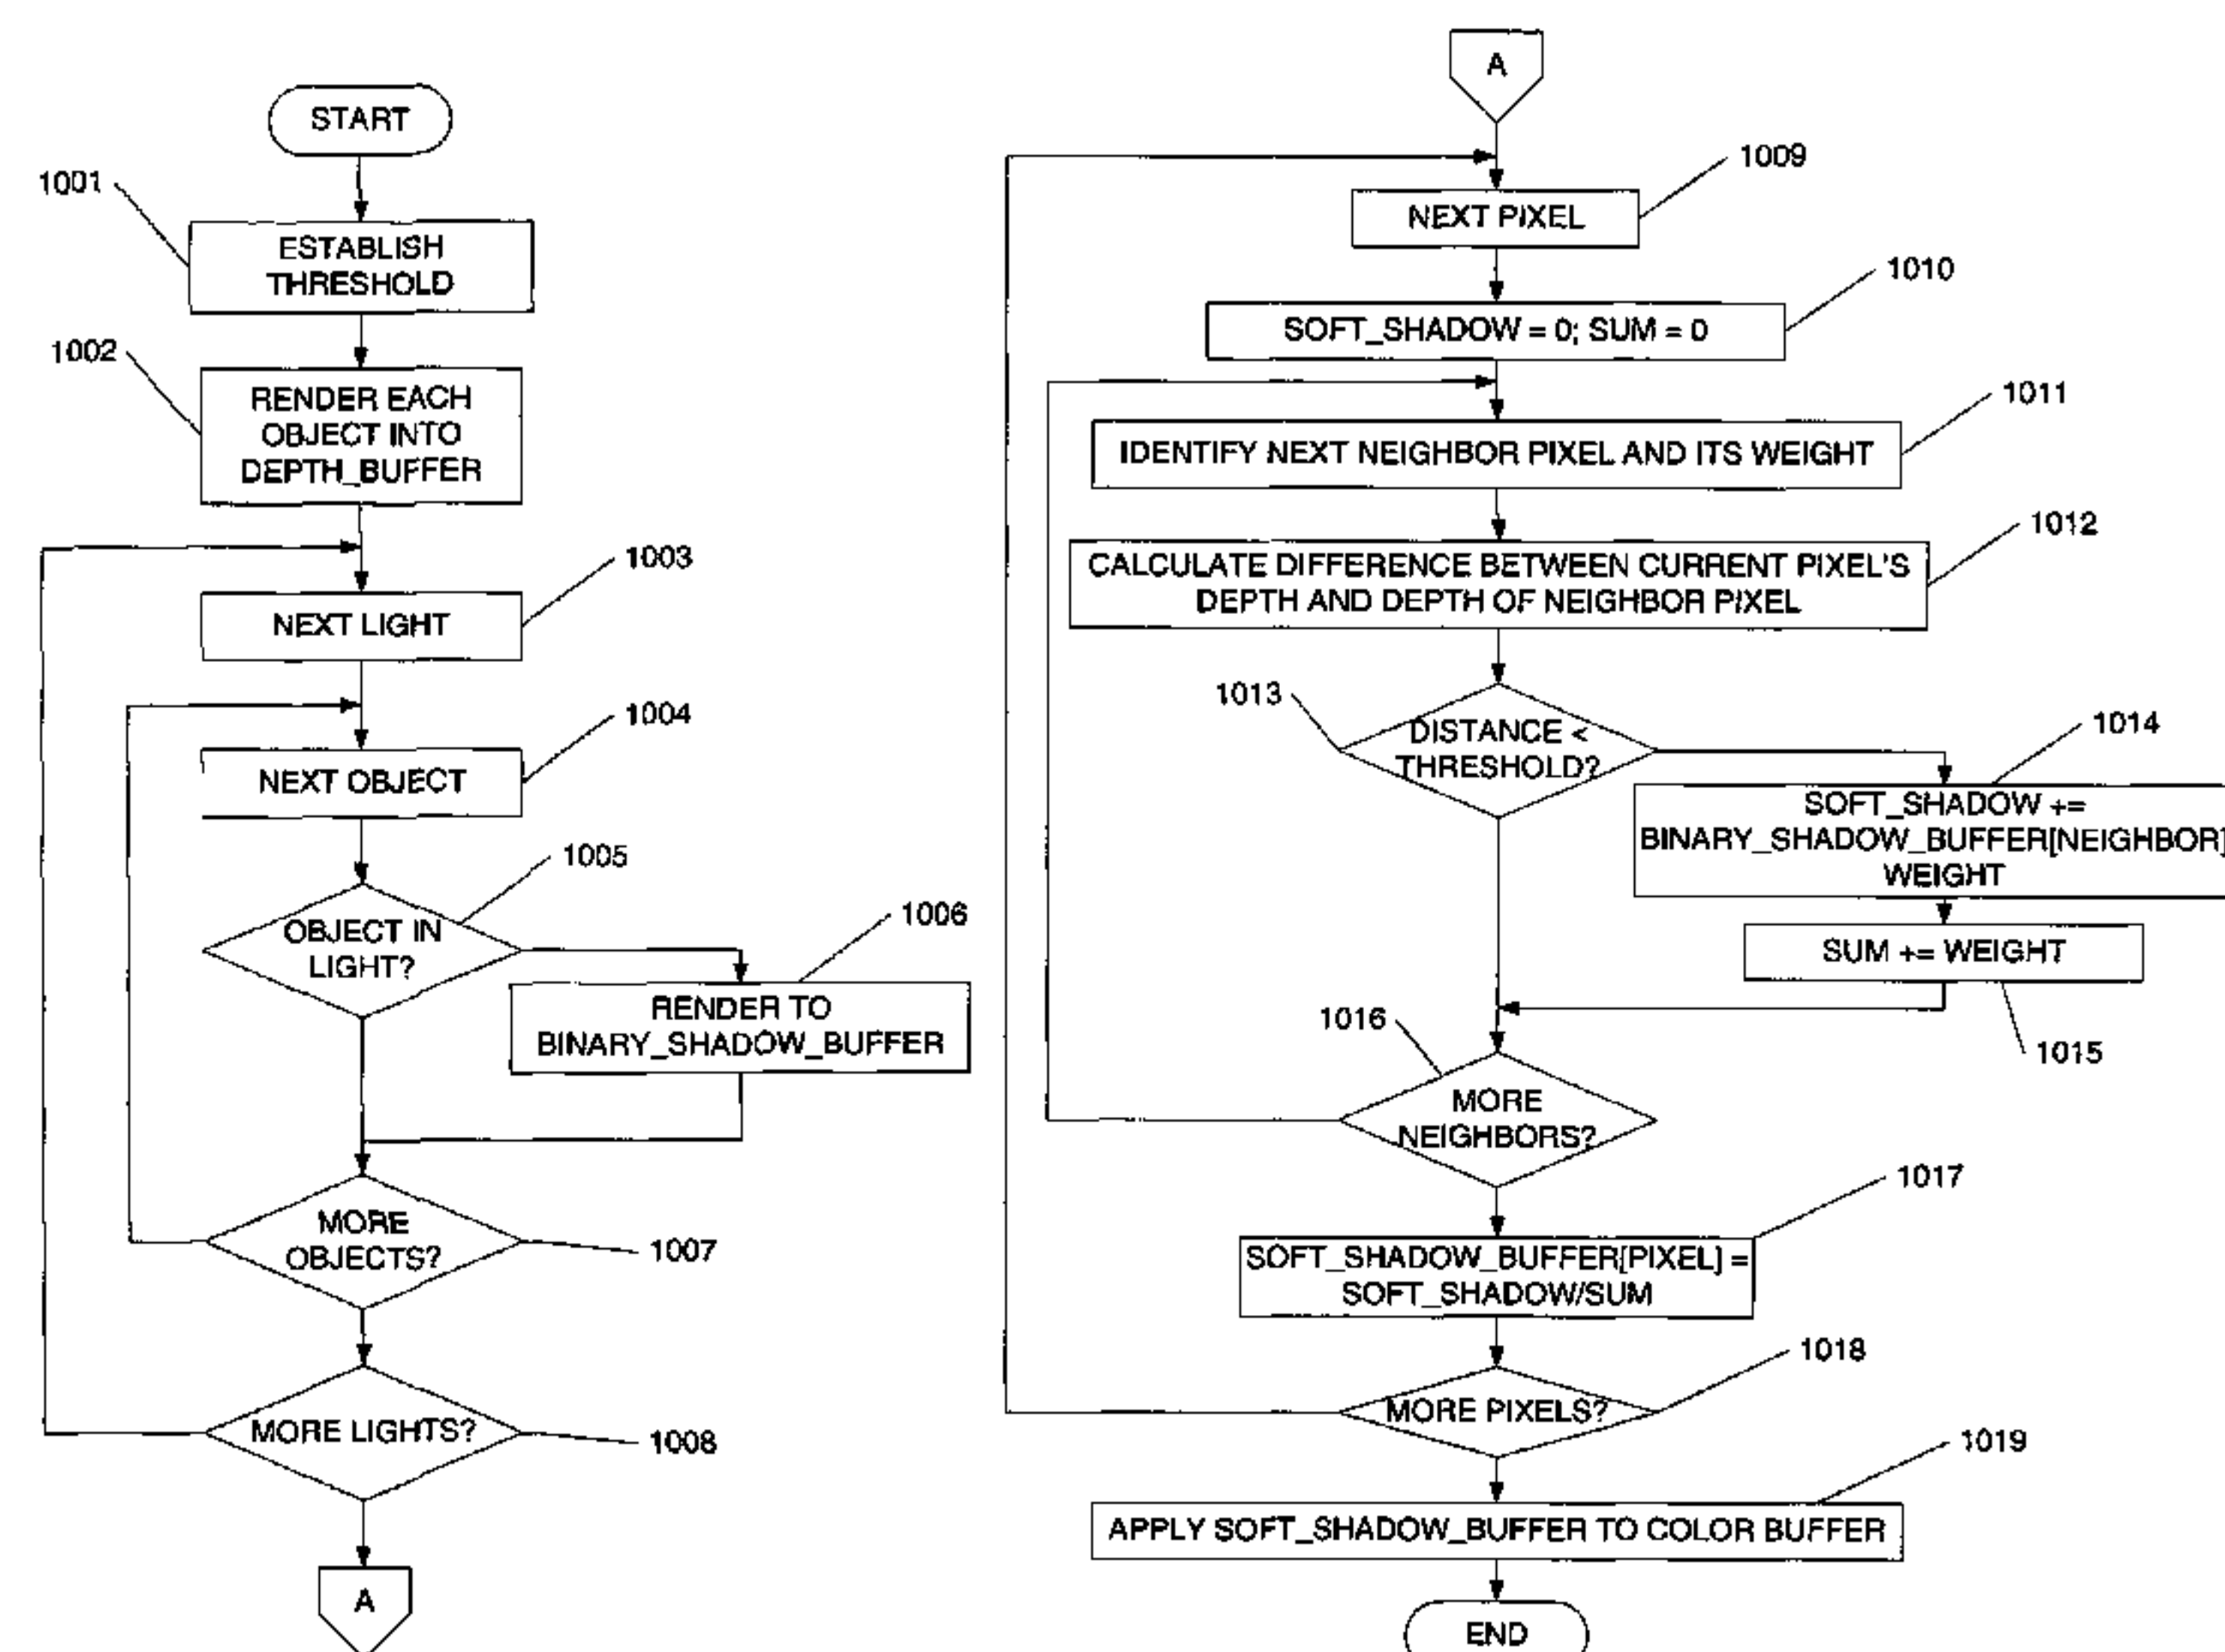 START
1001
ESTABLISH
THRESHOLD
1002
RENDER EACH
OBJECT INTO
DEPTH_BUFFER
1003
NEXT LIGHT
1004
NEXT OBJECT
1005
OBJECT IN
LIGHT?
1006
RENDER TO
BINARY_SHADOW_BUFFER
MORE
OBJECTS?
1007
MORE LIGHTS?
1008
A
A
1009
NEXT PIXEL
1010
SOFT_SHADOW = 0; SUM = 0
1011
IDENTIFY NEXT NEIGHBOR PIXEL AND ITS WEIGHT
1012
CALCULATE DIFFERENCE BETWEEN CURRENT PIXEL'S
DEPTH AND DEPTH OF NEIGHBOR PIXEL
1013
DISTANCE <
THRESHOLD?
1014
SOFT_SHADOW +=
BINARY_SHADOW_BUFFER[NEIGHBOR]
WEIGHT
SUM += WEIGHT
1015
1016
MORE
NEIGHBORS?
1017
SOFT_SHADOW_BUFFER[PIXEL] =
SOFT_SHADOW/SUM
1018
MORE PIXELS?
1019
APPLY SOFT_SHADOW_BUFFER TO COLOR BUFFER
END